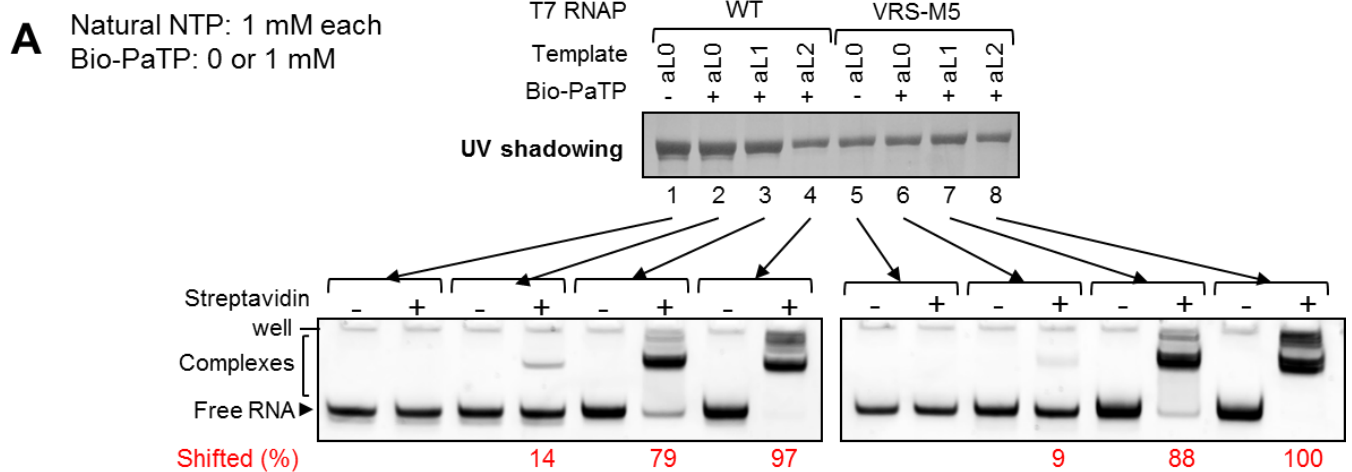 A
Natural NTP: 1 mM each
Bio-PaTP: 0 or 1 mM
T7 RNAP WT VRS-M5
Template aL0 aL0 aL1 aL2 aL0 aL0 aL1 aL2
Bio-PaTP - + + + - + + +
UV shadowing
1 2 3 4 5 6 7 8
Streptavidin - + - + - + - + - + - + - + - +
well
Complexes
Free RNA
Shifted (%) 14 79 97 9 88 100